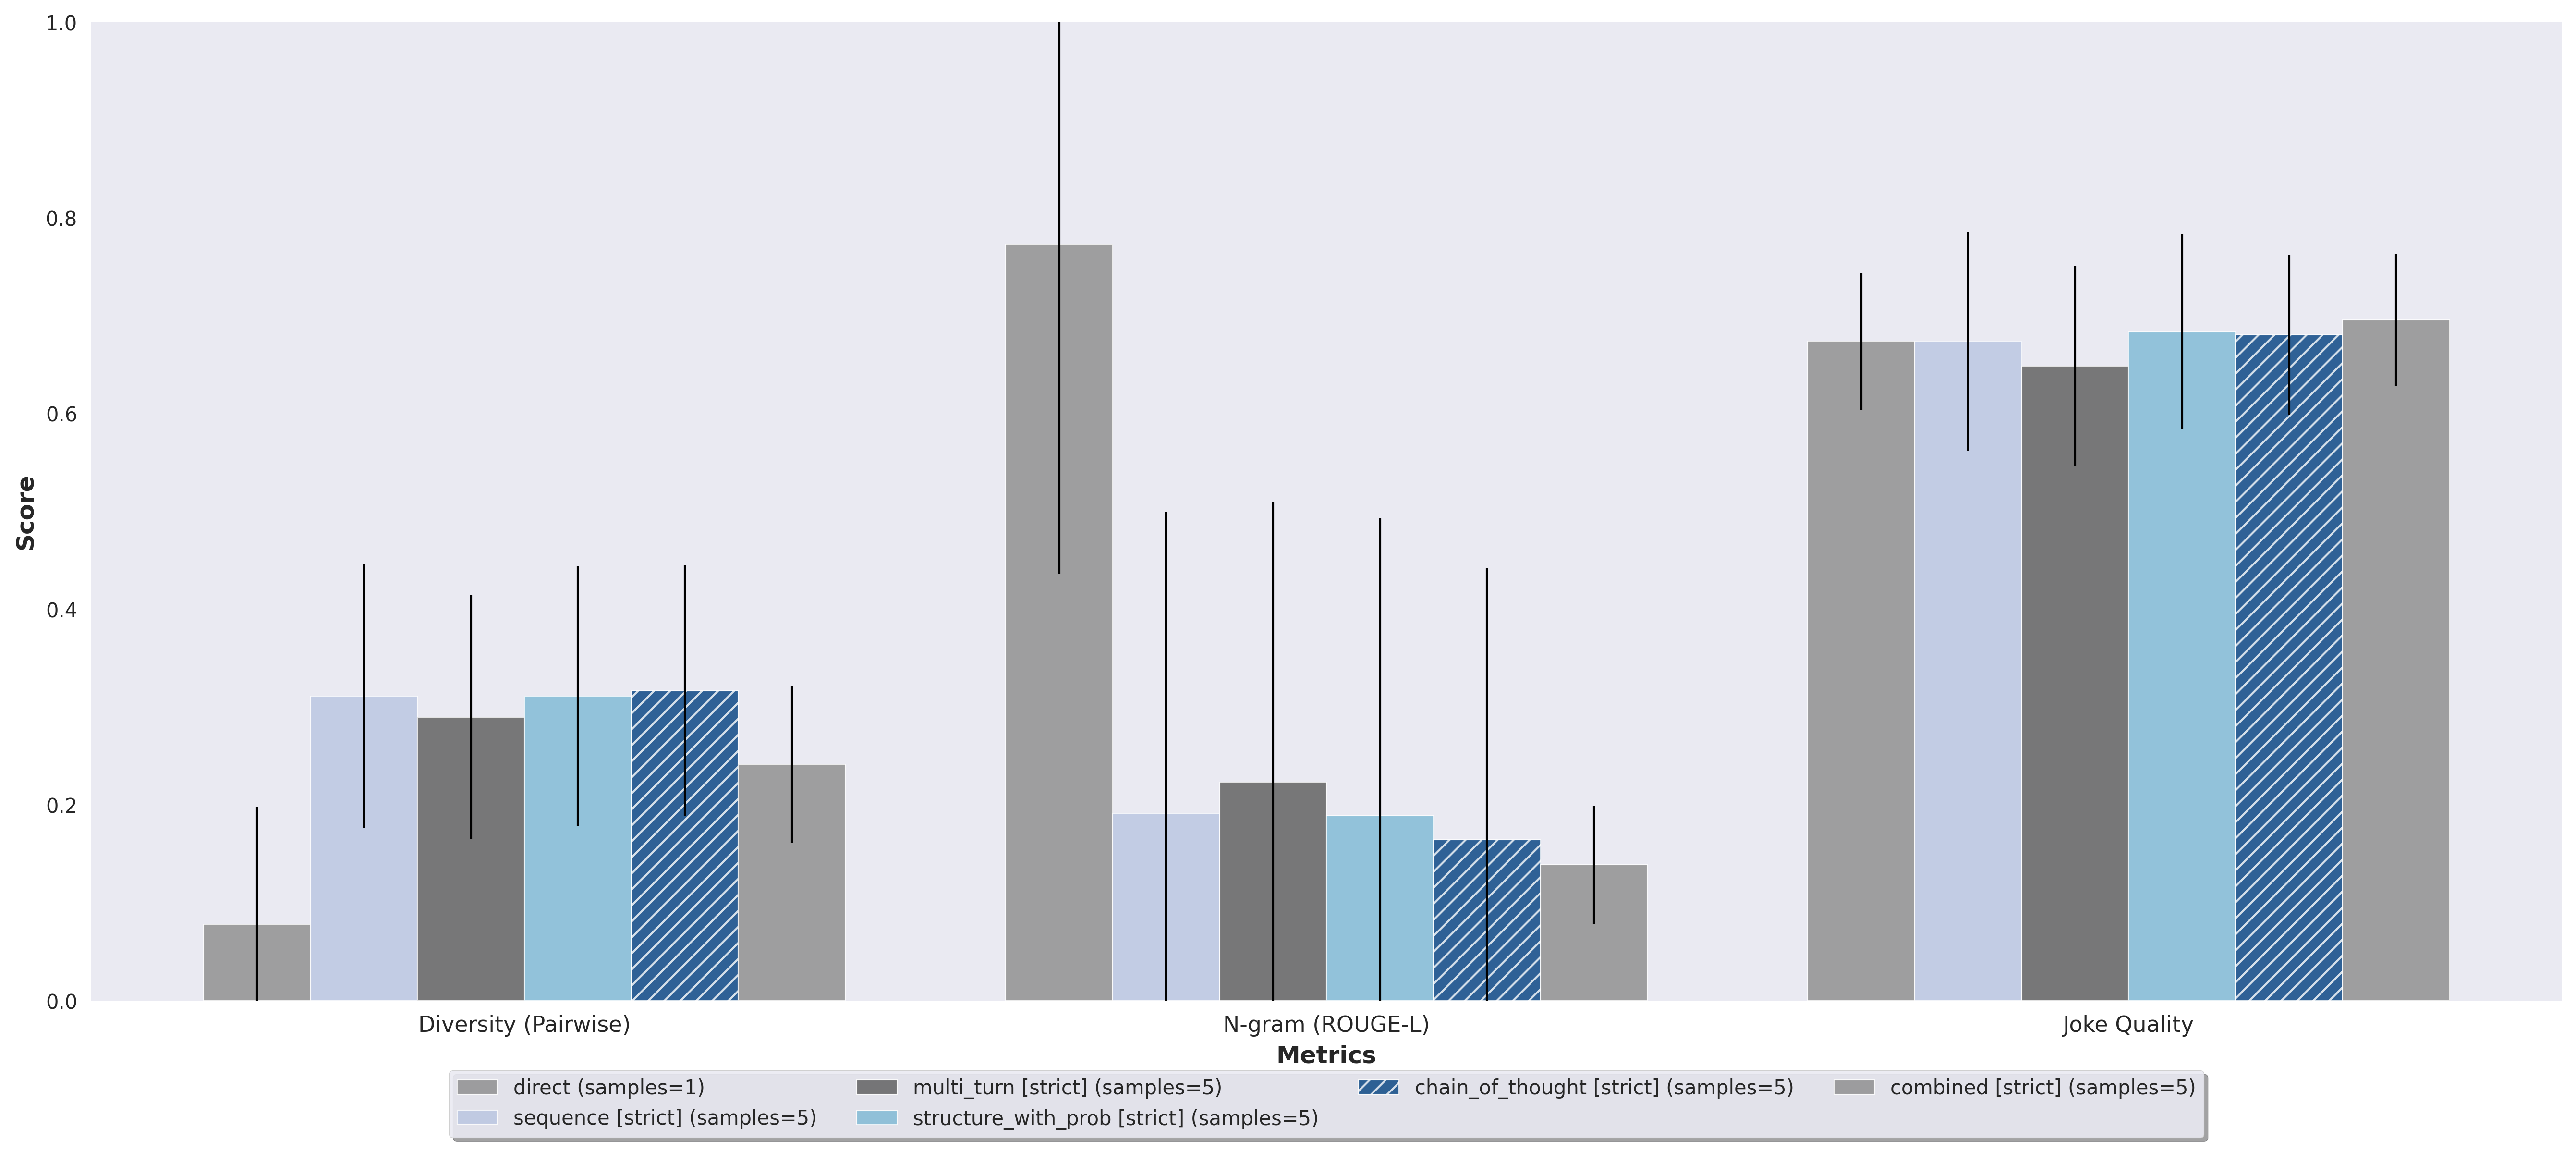 1.0
0.8
0.6
0.4
0.2
0.0
Score
Diversity (Pairwise)
N-gram (ROUGE-L)
Joke Quality
Metrics
direct (samples=1)
sequence [strict] (samples=5)
multi_turn [strict] (samples=5)
structure_with_prob [strict] (samples=5)
chain_of_thought [strict] (samples=5)
combined [strict] (samples=5)